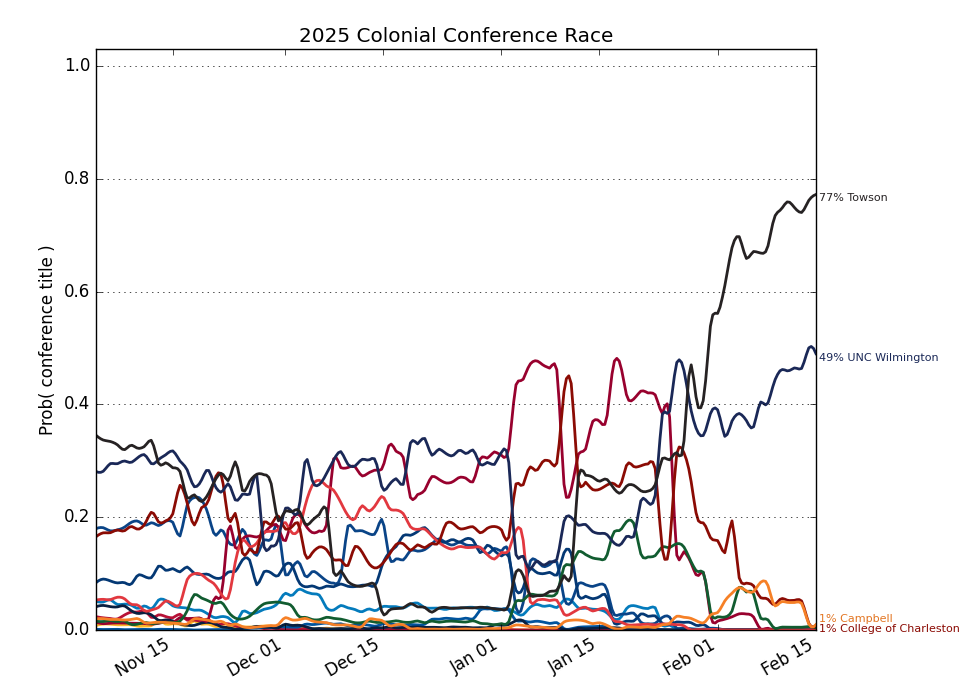 2025 Colonial Conference Race
Prob( conference title )
1.0
0.8
0.6
0.4
0.2
0.0
77% Towson
49% UNC Wilmington
1% Campbell
1% College of Charleston
Nov 15
Dec 01
Dec 15
Jan 01
Jan 15
Feb 01
Feb 15